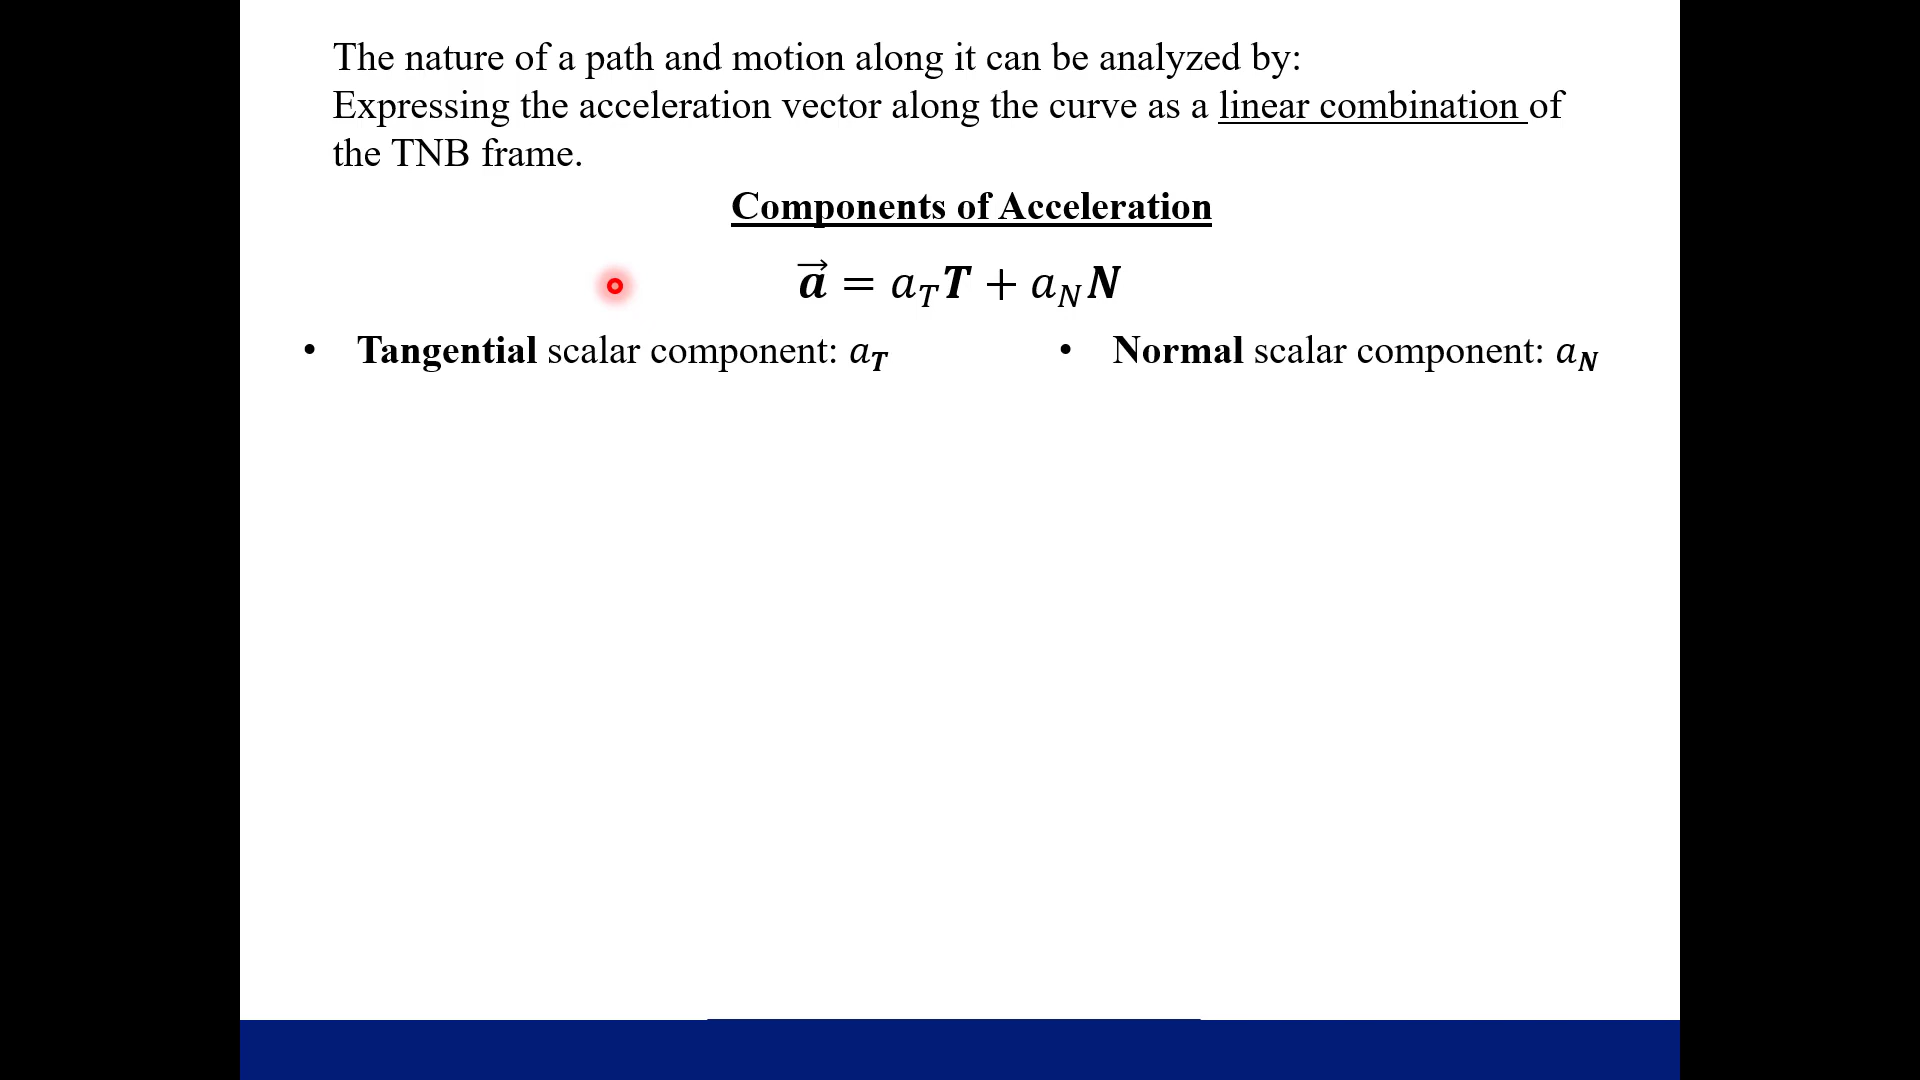 The nature of a path and motion along it can be analyzed by:
Expressing the acceleration vector along the curve as a linear combination of
the TNB frame.
Components of Acceleration
a⃗ = a_T T + a_N N
• Tangential scalar component: a_T
• Normal scalar component: a_N